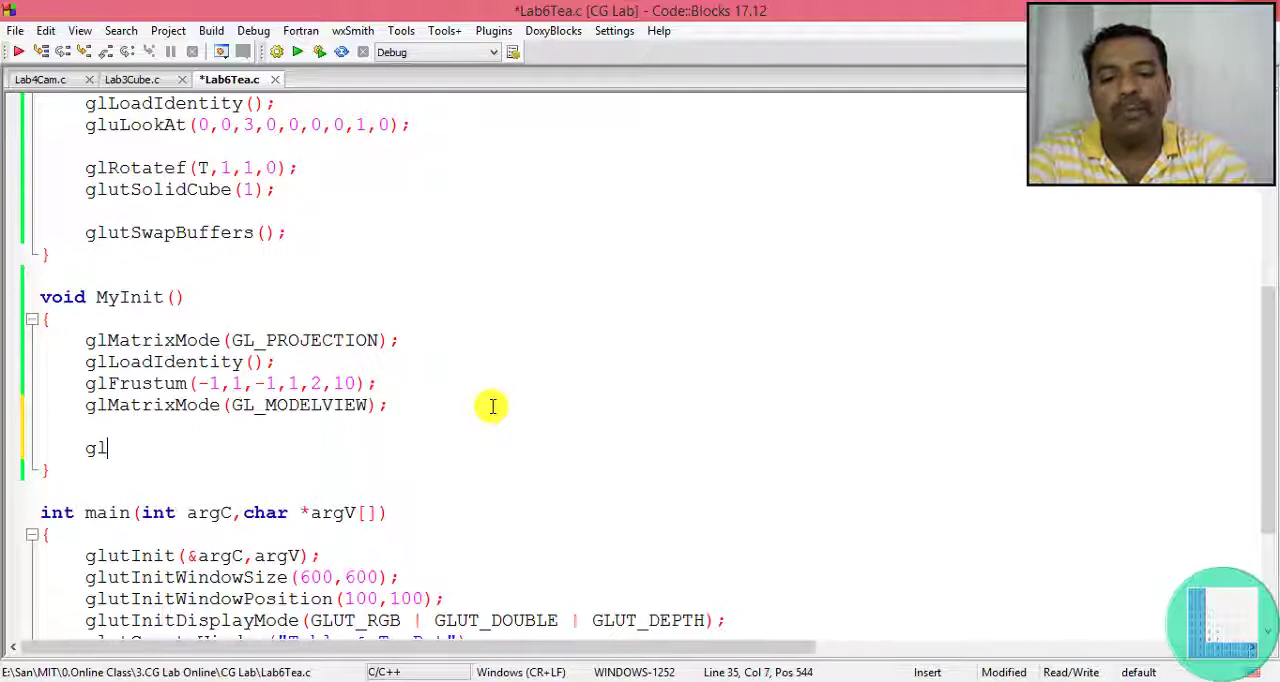 *Lab6Tea.c [CG Lab] - Code::Blocks 17.12
File Edit View Search Project Build Debug Fortran wxSmith Tools Tools+ Plugins DoxyBlocks Settings Help
Debug
Lab4Cam.c Lab3Cube.c *Lab6Tea.c
glLoadIdentity();
gluLookAt(0,0,3,0,0,0,0,1,0);
glRotatef(T,1,1,0);
glutSolidCube(1);
glutSwapBuffers();
}
void MyInit()
{
glMatrixMode(GL_PROJECTION);
glLoadIdentity();
glFrustum(-1,1,-1,1,2,10);
glMatrixMode(GL_MODELVIEW);
gl
}
int main(int argC,char *argV[])
{
glutInit(&argC,argV);
glutInitWindowSize(600,600);
glutInitWindowPosition(100,100);
glutInitDisplayMode(GLUT_RGB | GLUT_DOUBLE | GLUT_DEPTH);
E:\San\MIT\0.Online Class\3.CG Lab Online\CG Lab\Lab6Tea.c C/C++ Windows (CR+LF) WINDOWS-1252 Line 35, Col 7, Pos 544 Insert Modified Read/Write default